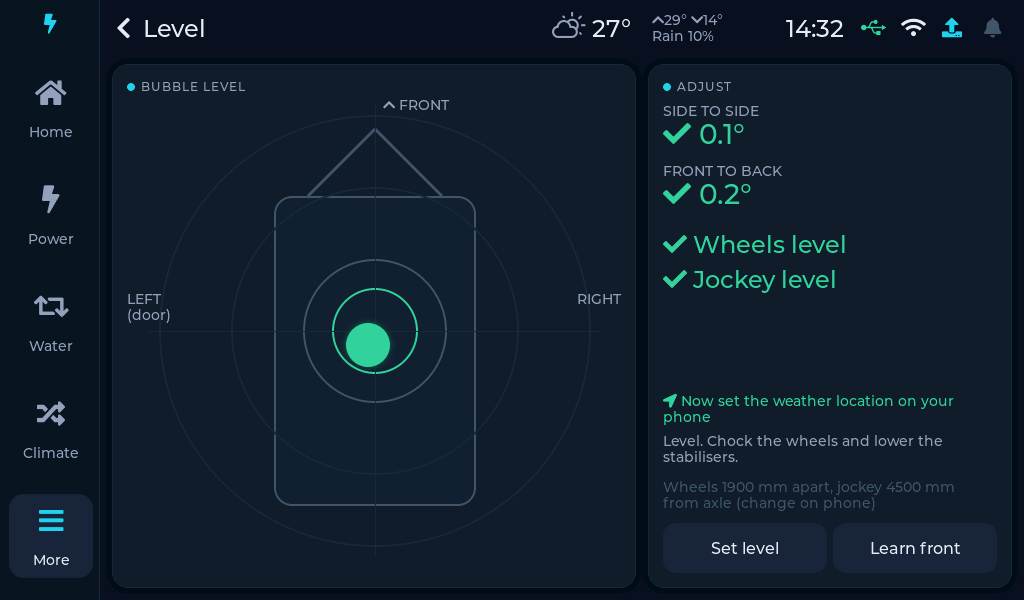 Level
27°
29° 14°
Rain 10%
14:32
Home
Power
Water
Climate
More
BUBBLE LEVEL
FRONT
LEFT
(door)
RIGHT
ADJUST
SIDE TO SIDE
0.1°
FRONT TO BACK
0.2°
Wheels level
Jockey level
Now set the weather location on your
phone
Level. Chock the wheels and lower the
stabilisers.
Wheels 1900 mm apart, jockey 4500 mm
from axle (change on phone)
Set level
Learn front